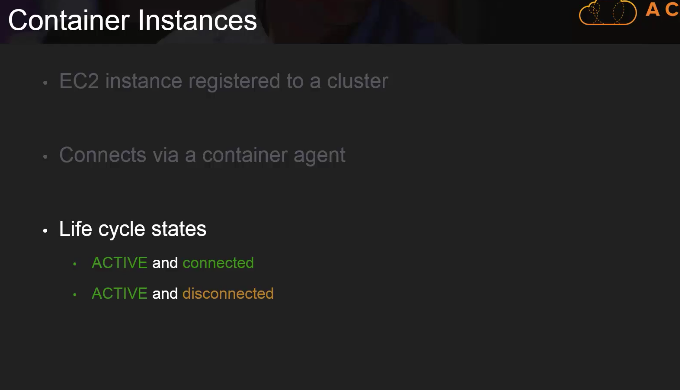 Container Instances
A C
• EC2 instance registered to a cluster
• Connects via a container agent
• Life cycle states
• ACTIVE and connected
• ACTIVE and disconnected